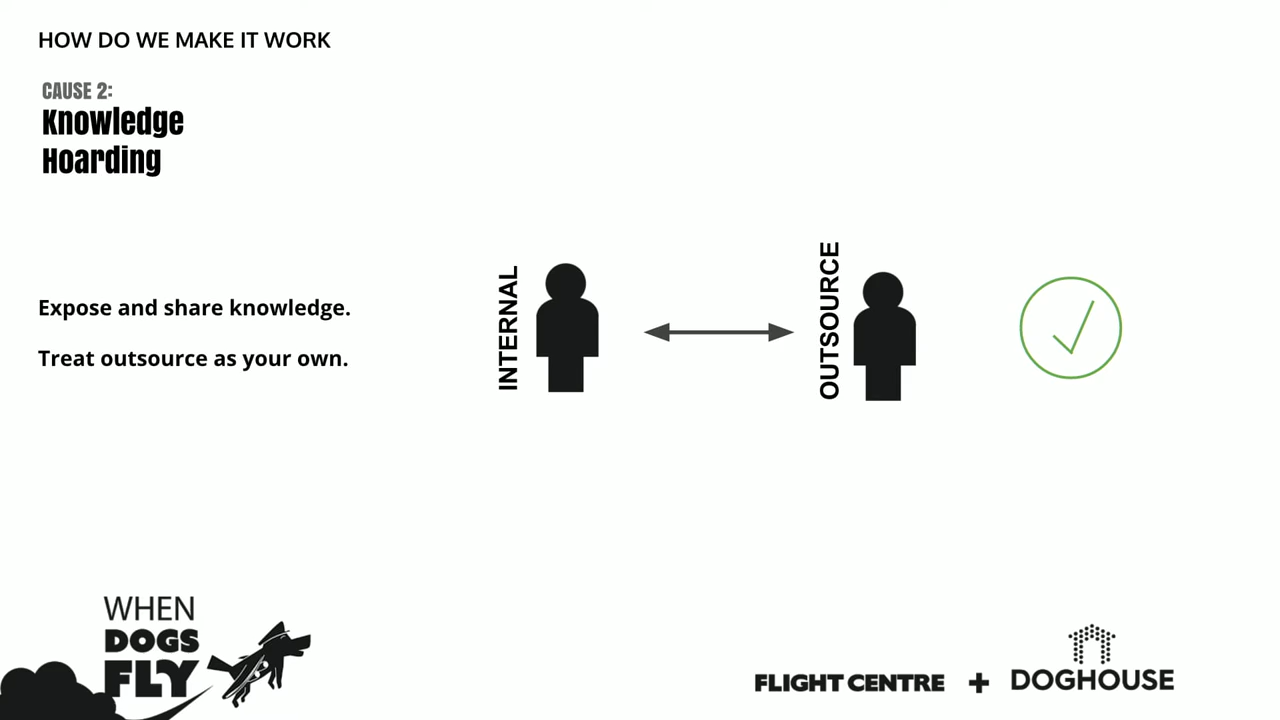 HOW DO WE MAKE IT WORK
CAUSE 2:
Knowledge
Hoarding
Expose and share knowledge.
Treat outsource as your own.
INTERNAL
OUTSOURCE
WHEN
DOGS
FLY
FLIGHT CENTRE + DOGHOUSE